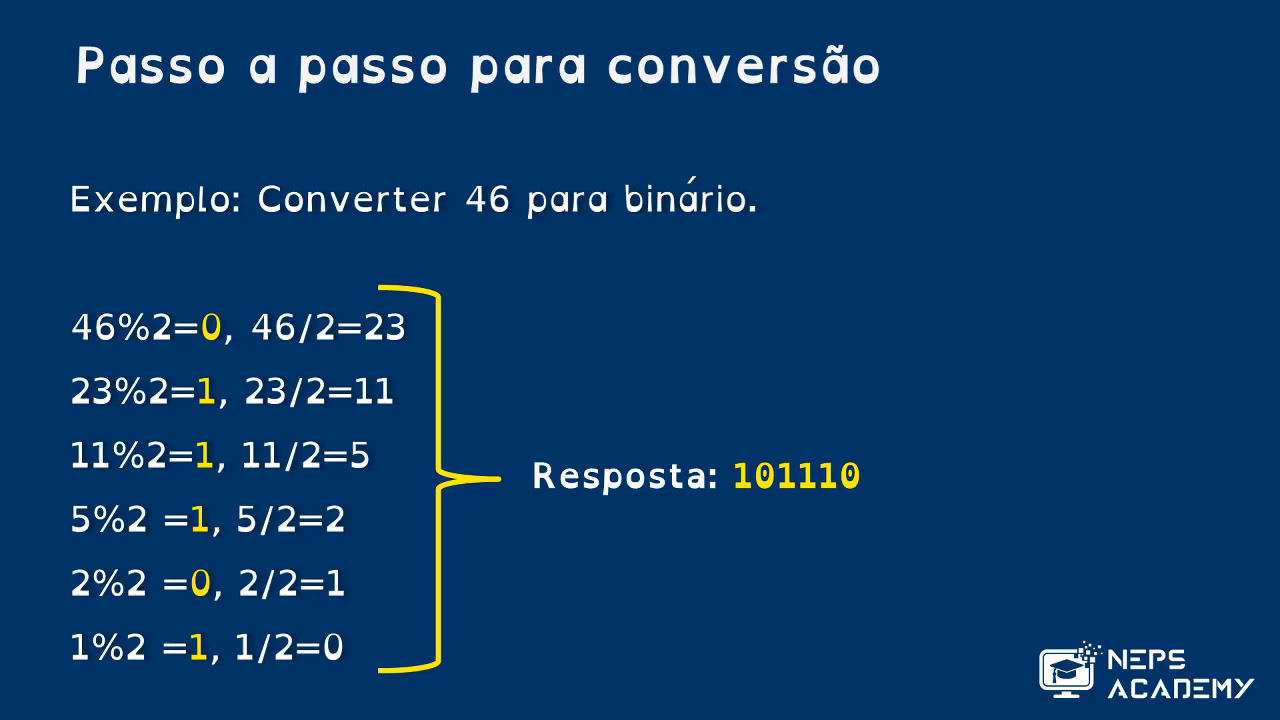 Passo a passo para conversão
Exemplo: Converter 46 para binário.
46%2=0, 46/2=23
23%2=1, 23/2=11
11%2=1, 11/2=5
5%2 =1, 5/2=2
2%2 =0, 2/2=1
1%2 =1, 1/2=0
Resposta: 101110
NEPS
ACADEMY